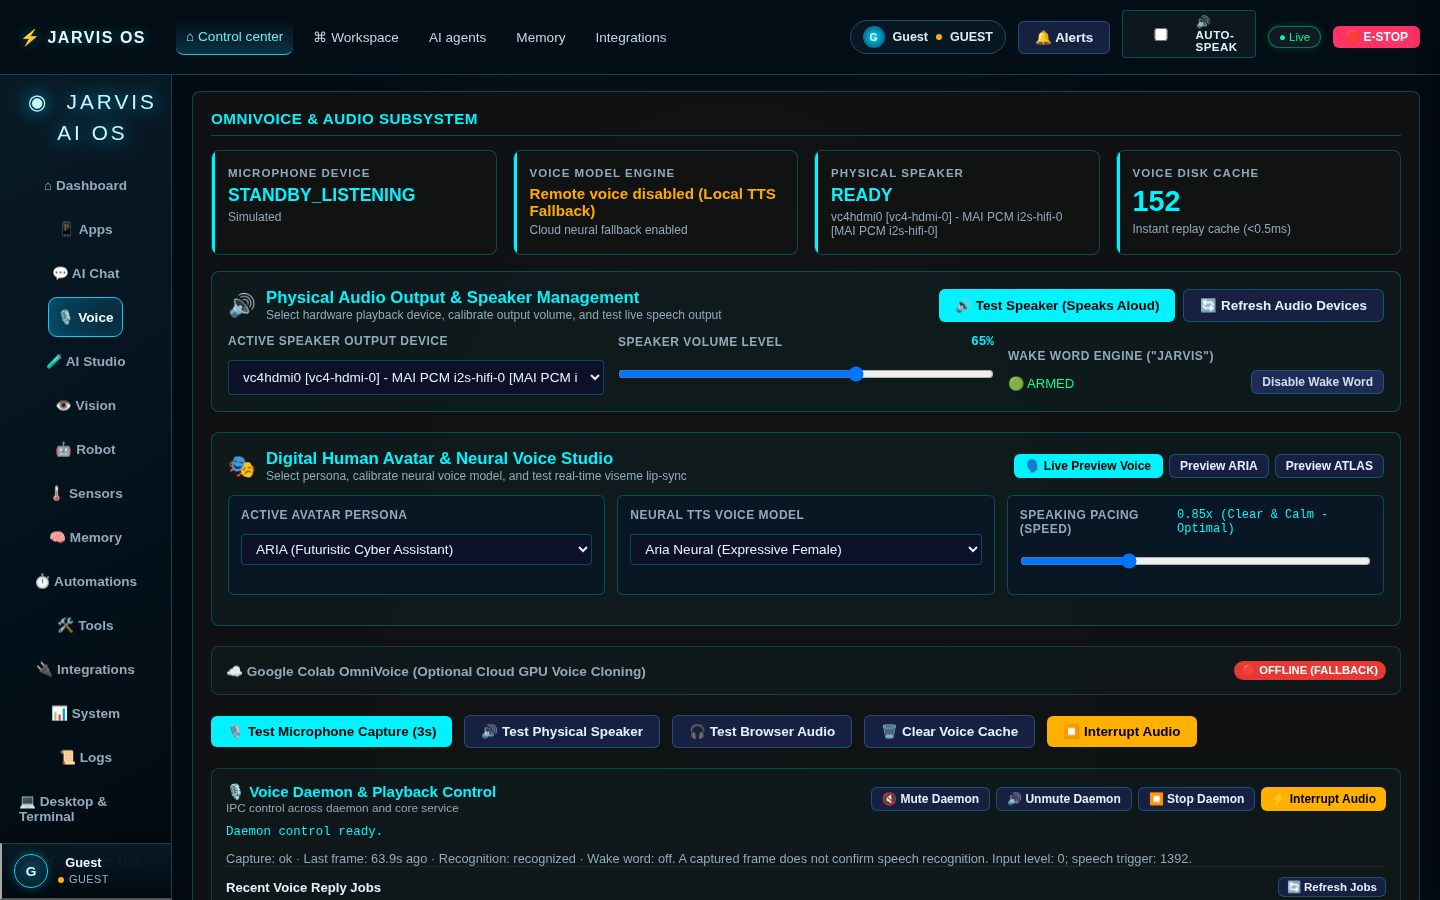 ⚡ JARVIS OS
⌂ Control center
⌘ Workspace
AI agents
Memory
Integrations
G Guest GUEST
🔔 Alerts
🔊 AUTO-SPEAK
● Live
🛑 E-STOP
◉ JARVIS
AI OS
⌂ Dashboard
📱 Apps
💬 AI Chat
🎙️ Voice
🧪 AI Studio
👁️ Vision
🤖 Robot
🌡️ Sensors
🧠 Memory
⏱️ Automations
🛠️ Tools
🔌 Integrations
📊 System
📜 Logs
💻 Desktop &
Terminal
G Guest
GUEST
OMNIVOICE & AUDIO SUBSYSTEM
MICROPHONE DEVICE
STANDBY_LISTENING
Simulated
VOICE MODEL ENGINE
Remote voice disabled (Local TTS
Fallback)
Cloud neural fallback enabled
PHYSICAL SPEAKER
READY
vc4hdmi0 [vc4-hdmi-0] - MAI PCM i2s-hifi-0
[MAI PCM i2s-hifi-0]
VOICE DISK CACHE
152
Instant replay cache (<0.5ms)
🔊 Physical Audio Output & Speaker Management
Select hardware playback device, calibrate output volume, and test live speech output
🔊 Test Speaker (Speaks Aloud)
🔄 Refresh Audio Devices
ACTIVE SPEAKER OUTPUT DEVICE
vc4hdmi0 [vc4-hdmi-0] - MAI PCM i2s-hifi-0 [MAI PCM i
SPEAKER VOLUME LEVEL 65%
WAKE WORD ENGINE ("JARVIS")
🟢 ARMED
Disable Wake Word
🎭 Digital Human Avatar & Neural Voice Studio
Select persona, calibrate neural voice model, and test real-time viseme lip-sync
🗣️ Live Preview Voice
Preview ARIA
Preview ATLAS
ACTIVE AVATAR PERSONA
ARIA (Futuristic Cyber Assistant)
NEURAL TTS VOICE MODEL
Aria Neural (Expressive Female)
SPEAKING PACING
(SPEED)
0.85x (Clear & Calm -
Optimal)
☁️ Google Colab OmniVoice (Optional Cloud GPU Voice Cloning)
🔴 OFFLINE (FALLBACK)
🎙️ Test Microphone Capture (3s)
🔊 Test Physical Speaker
🎧 Test Browser Audio
🗑️ Clear Voice Cache
⏹️ Interrupt Audio
🎙️ Voice Daemon & Playback Control
IPC control across daemon and core service
🔇 Mute Daemon
🔊 Unmute Daemon
⏹️ Stop Daemon
⚡ Interrupt Audio
Daemon control ready.
Capture: ok · Last frame: 63.9s ago · Recognition: recognized · Wake word: off. A captured frame does not confirm speech recognition. Input level: 0; speech trigger: 1392.
Recent Voice Reply Jobs
🔄 Refresh Jobs